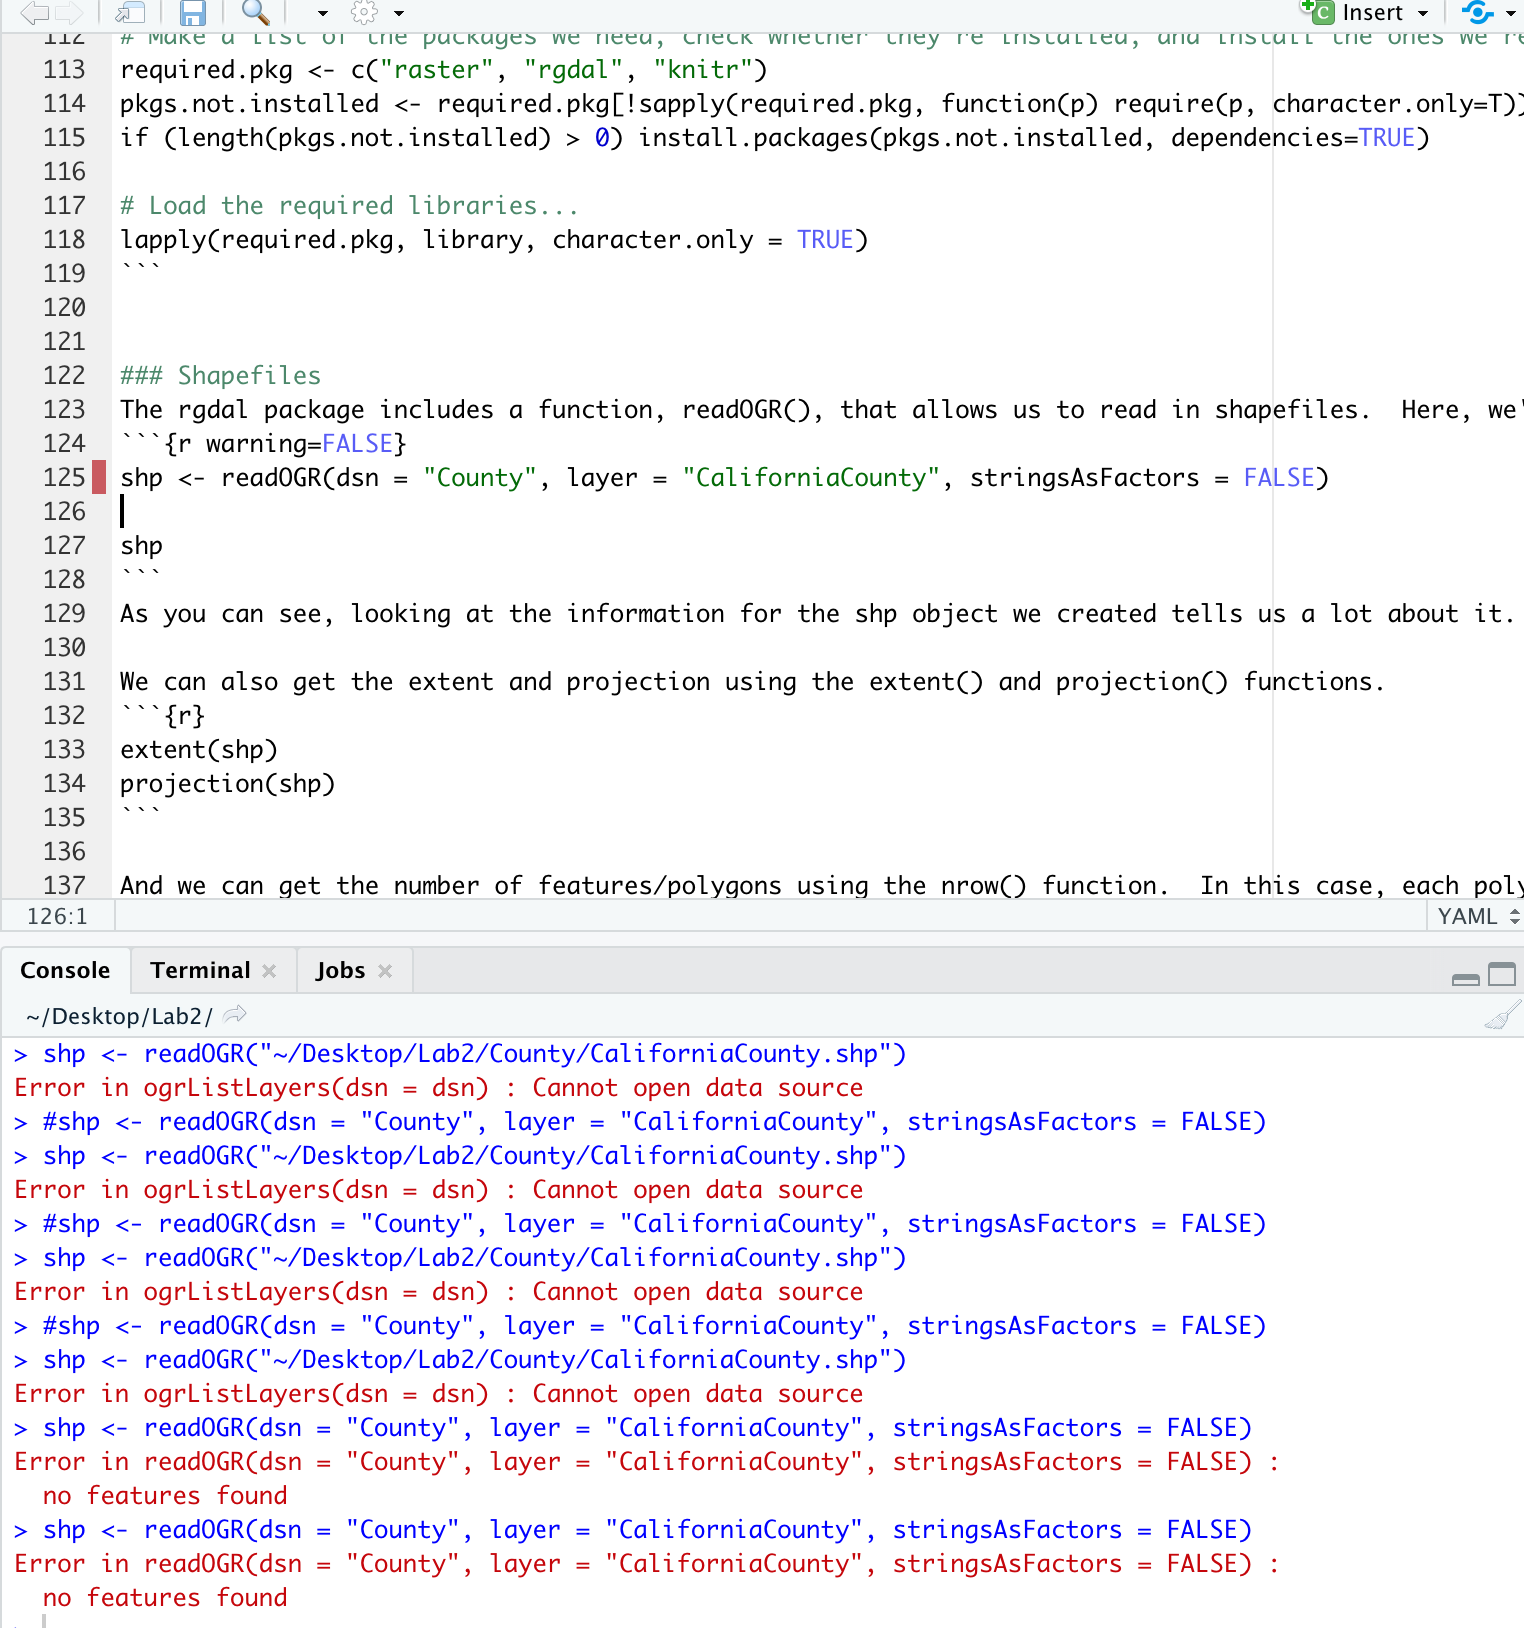 Insert
112 # Make a list of the packages we need, check whether they're installed, and install the ones we re
113 required.pkg <- c("raster", "rgdal", "knitr")
114 pkgs.not.installed <- required.pkg[!sapply(required.pkg, function(p) require(p, character.only=T))
115 if (length(pkgs.not.installed) > 0) install.packages(pkgs.not.installed, dependencies=TRUE)
116
117 # Load the required libraries...
118 lapply(required.pkg, library, character.only = TRUE)
119 ```
120
121
122 ### Shapefiles
123 The rgdal package includes a function, readOGR(), that allows us to read in shapefiles.  Here, we'
124 ```{r warning=FALSE}
125 shp <- readOGR(dsn = "County", layer = "CaliforniaCounty", stringsAsFactors = FALSE)
126
127 shp
128 ```
129 As you can see, looking at the information for the shp object we created tells us a lot about it.
130
131 We can also get the extent and projection using the extent() and projection() functions.
132 ```{r}
133 extent(shp)
134 projection(shp)
135 ```
136
137 And we can get the number of features/polygons using the nrow() function.  In this case, each poly
126:1 YAML
Console Terminal Jobs
~/Desktop/Lab2/
> shp <- readOGR("~/Desktop/Lab2/County/CaliforniaCounty.shp")
Error in ogrListLayers(dsn = dsn) : Cannot open data source
> #shp <- readOGR(dsn = "County", layer = "CaliforniaCounty", stringsAsFactors = FALSE)
> shp <- readOGR("~/Desktop/Lab2/County/CaliforniaCounty.shp")
Error in ogrListLayers(dsn = dsn) : Cannot open data source
> #shp <- readOGR(dsn = "County", layer = "CaliforniaCounty", stringsAsFactors = FALSE)
> shp <- readOGR("~/Desktop/Lab2/County/CaliforniaCounty.shp")
Error in ogrListLayers(dsn = dsn) : Cannot open data source
> #shp <- readOGR(dsn = "County", layer = "CaliforniaCounty", stringsAsFactors = FALSE)
> shp <- readOGR("~/Desktop/Lab2/County/CaliforniaCounty.shp")
Error in ogrListLayers(dsn = dsn) : Cannot open data source
> shp <- readOGR(dsn = "County", layer = "CaliforniaCounty", stringsAsFactors = FALSE)
Error in readOGR(dsn = "County", layer = "CaliforniaCounty", stringsAsFactors = FALSE) :
  no features found
> shp <- readOGR(dsn = "County", layer = "CaliforniaCounty", stringsAsFactors = FALSE)
Error in readOGR(dsn = "County", layer = "CaliforniaCounty", stringsAsFactors = FALSE) :
  no features found